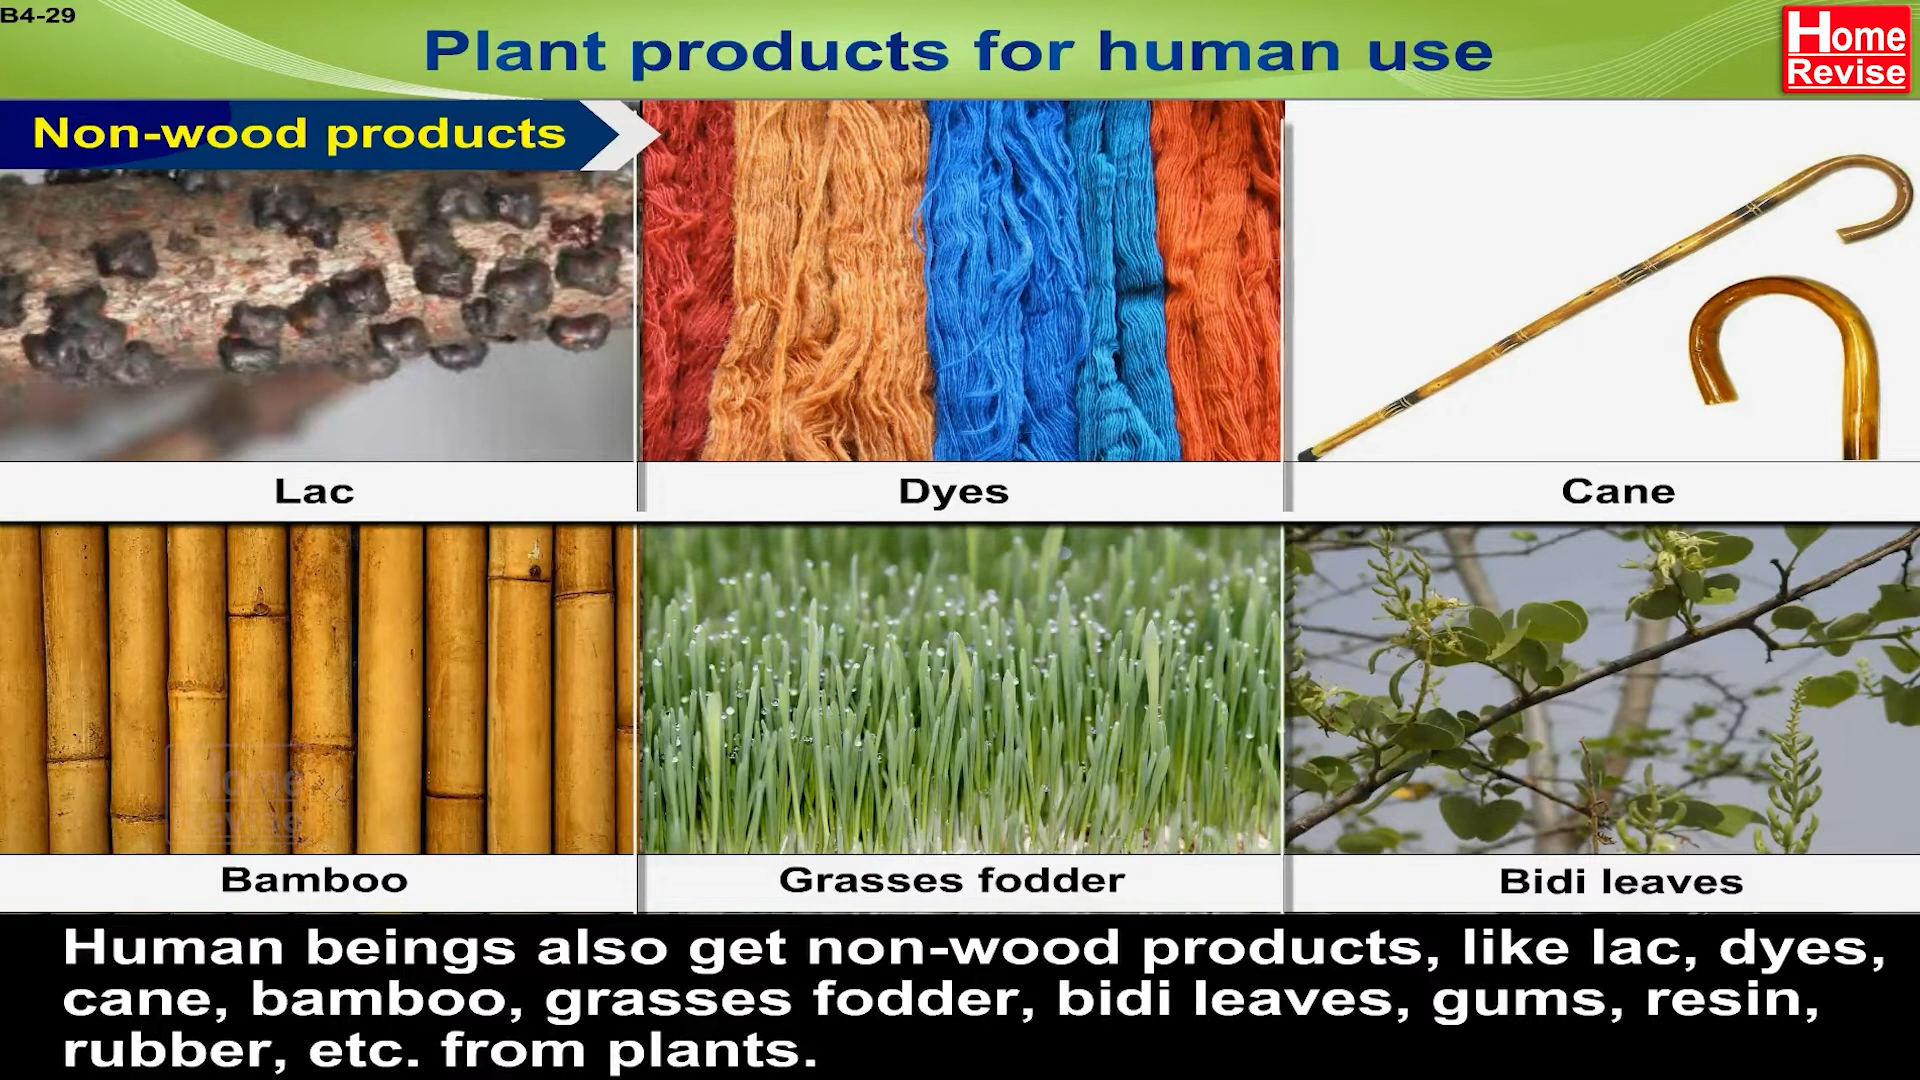 B4-29
Plant products for human use
Home
Revise
Non-wood products
Lac
Dyes
Cane
Home
Revise
Bamboo
Grasses fodder
Bidi leaves
Human beings also get non-wood products, like lac, dyes,
cane, bamboo, grasses fodder, bidi leaves, gums, resin,
rubber, etc. from plants.